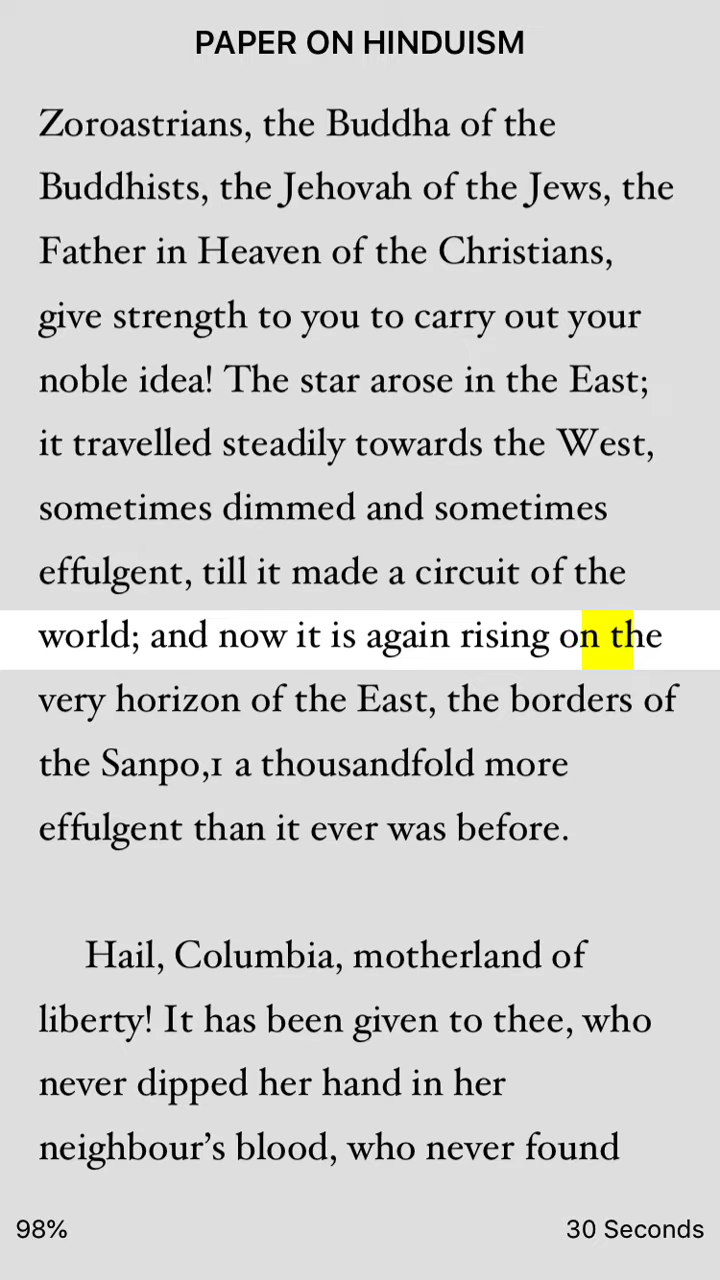 PAPER ON HINDUISM
Zoroastrians, the Buddha of the
Buddhists, the Jehovah of the Jews, the
Father in Heaven of the Christians,
give strength to you to carry out your
noble idea! The star arose in the East;
it travelled steadily towards the West,
sometimes dimmed and sometimes
effulgent, till it made a circuit of the
world; and now it is again rising on the
very horizon of the East, the borders of
the Sanpo,1 a thousandfold more
effulgent than it ever was before.
Hail, Columbia, motherland of
liberty! It has been given to thee, who
never dipped her hand in her
neighbour’s blood, who never found
98% 30 Seconds